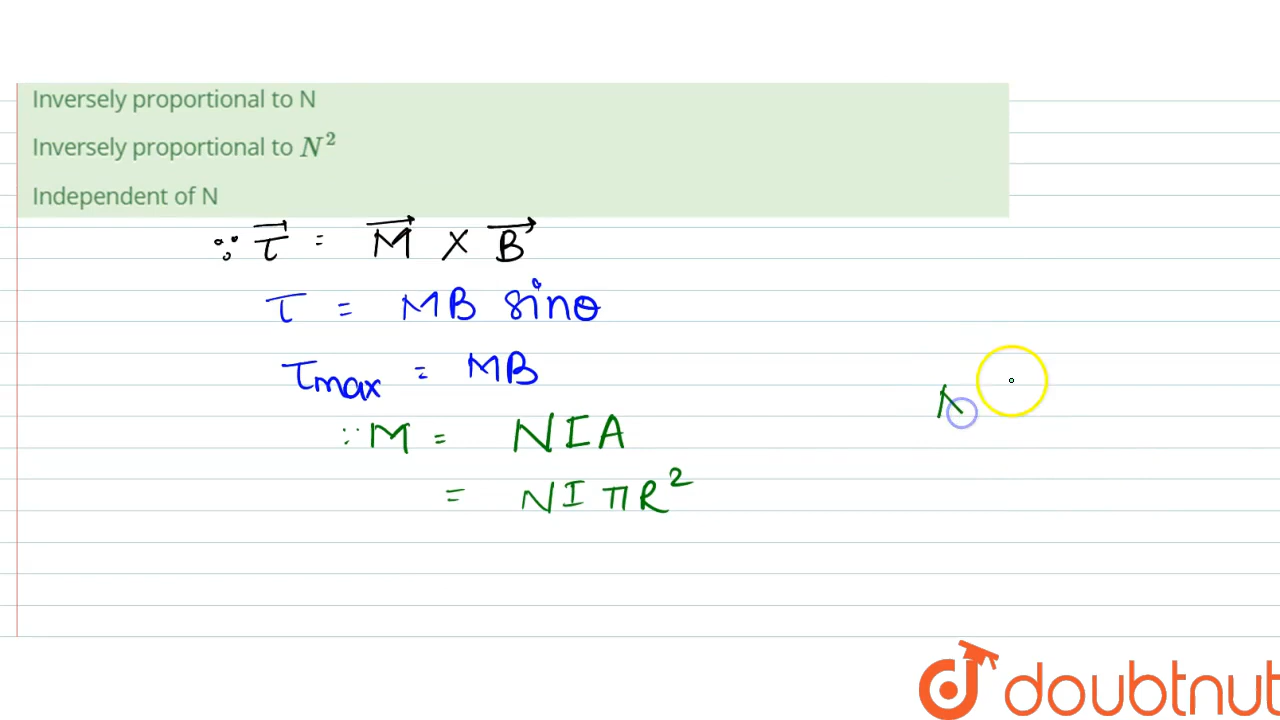 Inversely proportional to N
Inversely proportional to N²
Independent of N
∵ τ⃗ = M⃗ × B⃗
τ = MB sinθ
τmax = MB
∵ M = NIA
= NIπR²
doubtnut